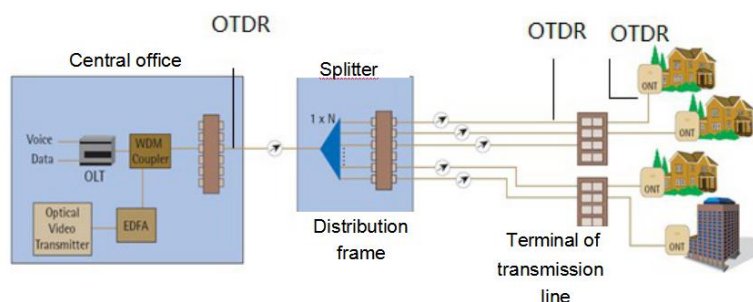 OTDR
OTDR
OTDR
Central office
Splitter
1 x N
Voice
Data
OLT
WDM
Coupler
Optical
Video
Transmitter
EDFA
Distribution
frame
Terminal of
transmission
line
ONT
ONT
ONT
ONT